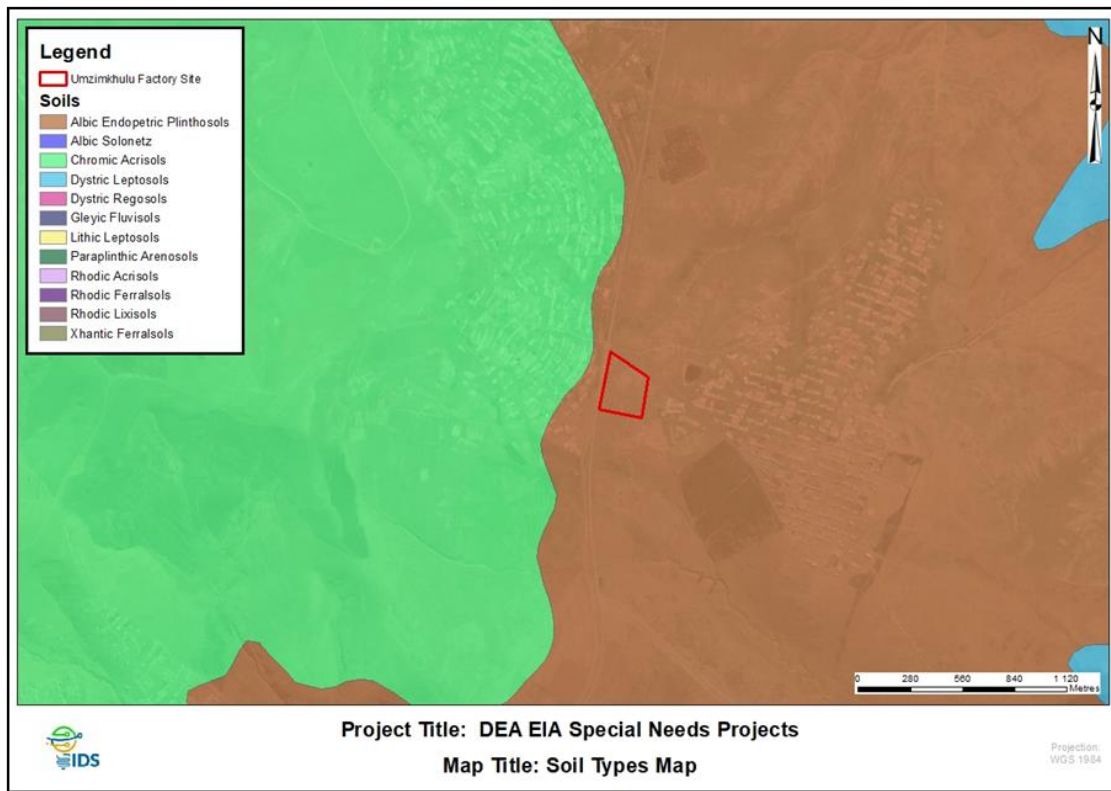 Legend
Umzimkhulu Factory Site
Soils
Albic Endopetric Plinthosols
Albic Solonetz
Chromic Acrisols
Dystric Leptosols
Dystric Regosols
Gleyic Fluvisols
Lithic Leptosols
Paraplinthic Arenosols
Rhodic Acrisols
Rhodic Ferralsols
Rhodic Lixisols
Xhantic Ferralsols
N
0 280 560 840 1 120
Metres
Project Title: DEA EIA Special Needs Projects
Map Title: Soil Types Map
IDS
Projection:
WGS 1984